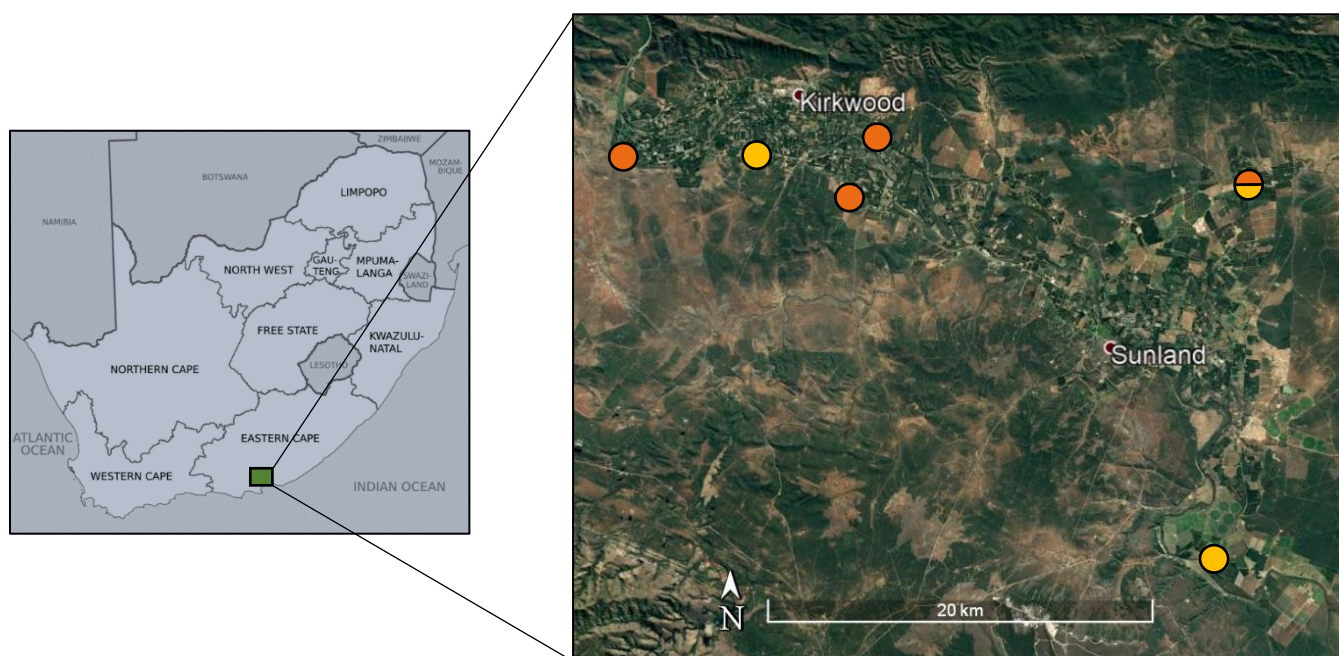 ZIMBABWE
MOZAM-
BIQUE
BOTSWANA
LIMPOPO
NAMIBIA
NORTH WEST
GAU-
TENG
MPUMA-
LANGA
SWAZI-
LAND
FREE STATE
KWAZULU-
NATAL
LESOTHO
NORTHERN CAPE
ATLANTIC
OCEAN
EASTERN CAPE
WESTERN CAPE
INDIAN OCEAN
Kirkwood
Sunland
N
20 km